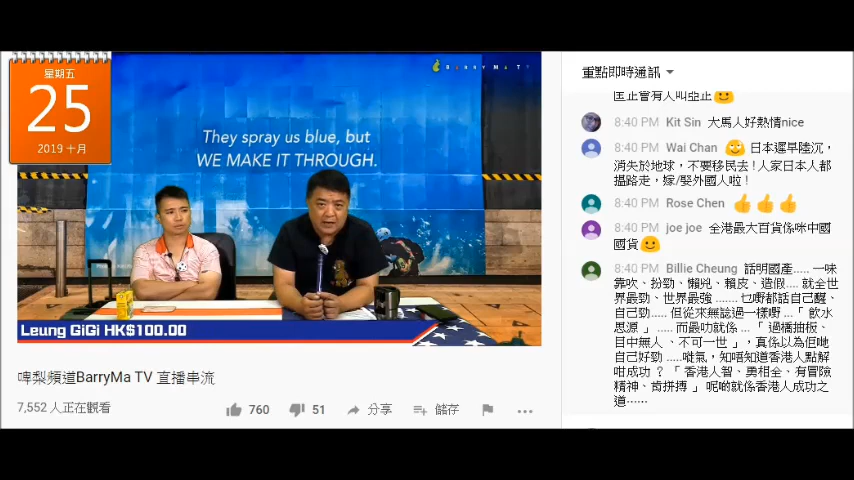 星期五
25
2019 十月
BARRY MA TV
They spray us blue, but
WE MAKE IT THROUGH.
Leung GiGi HK$100.00
啤梨頻道BarryMa TV 直播串流
7,552 人正在觀看
760
51
分享
儲存
重點即時通訊
8:40 PM Kit Sin 大馬人好熱情nice
8:40 PM Wai Chan 日本遲早陸沉，
消失於地球，不要移民去！人家日本人都
搵路走，嫁/娶外國人啦！
8:40 PM Rose Chen
8:40 PM joe joe 全港最大百貨係咪中國
國貨
8:40 PM Billie Cheung 話明國產..... 一味
靠吹、扮勁、懶兇、賴皮、造假.... 就全世
界最勁、世界最強 ....... 乜嘢都話自己醒、
自己勁..... 但從來無誌過一樣嘢 ...「 飲水
思源 」 ..... 而最叻就係 ...「 過橋抽板、
目中無人 、不可一世 」，真係以為佢哋
自己好勁 .....嘥氣，知唔知道香港人點解
咁成功 ? 「 香港人智、勇相全、有冒險
精神、肯拼搏 」 呢啲就係香港人成功之
道......